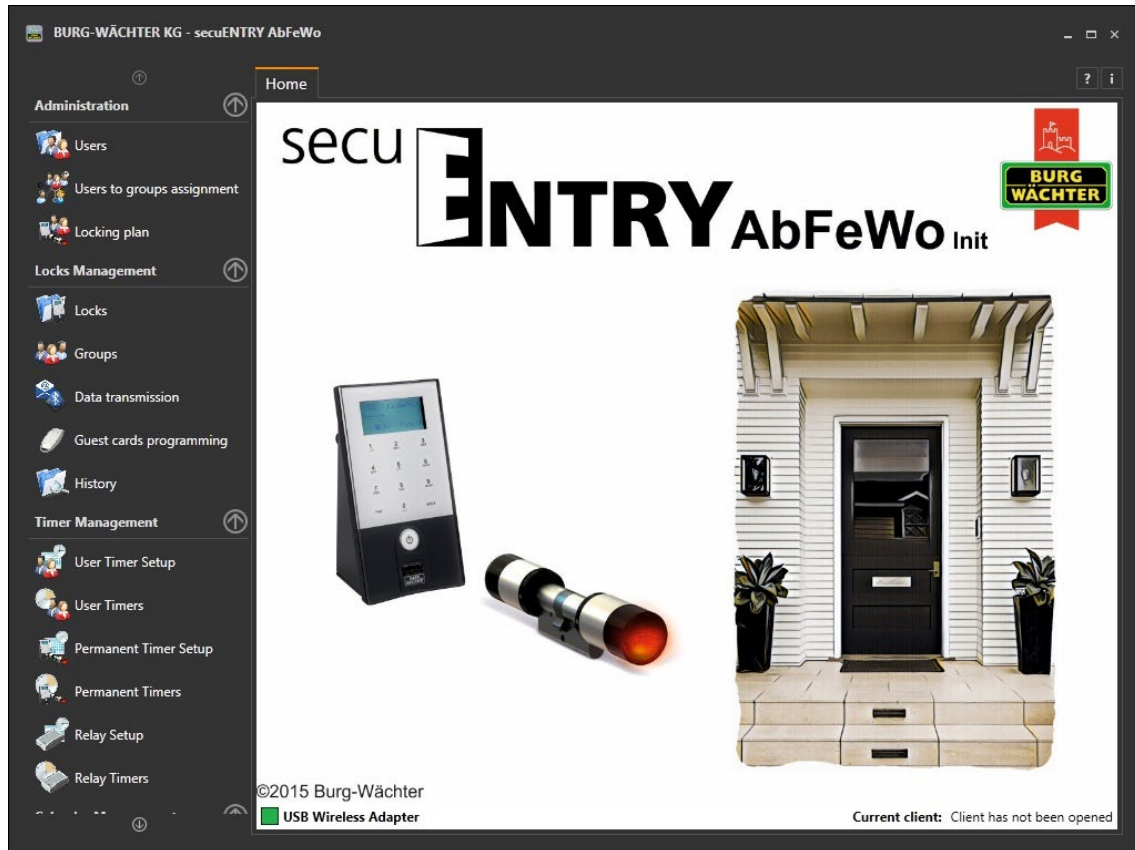 BURG-WÄCHTER KG - secuENTRY AbFeWo
Home
? i
Administration
Users
Users to groups assignment
Locking plan
Locks Management
Locks
Groups
Data transmission
Guest cards programming
History
Timer Management
User Timer Setup
User Timers
Permanent Timer Setup
Permanent Timers
Relay Setup
Relay Timers
secu
ENTRY AbFeWo Init
BURG
WÄCHTER
©2015 Burg-Wächter
USB Wireless Adapter
Current client: Client has not been opened